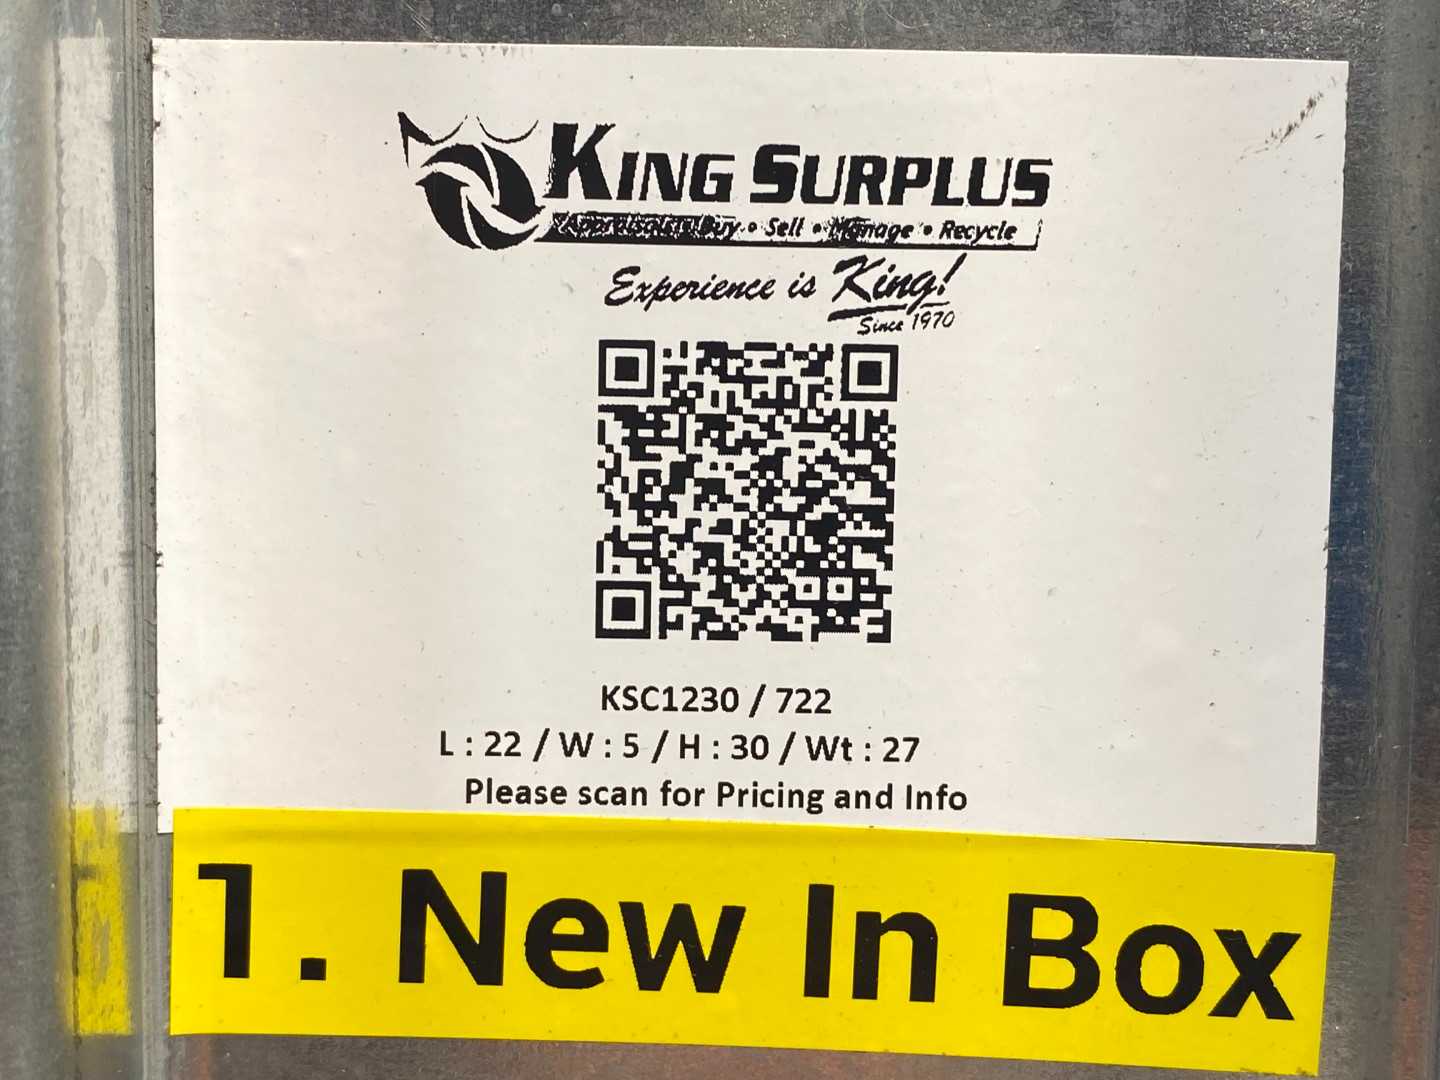 KING SURPLUS
Appraisals • Buy • Sell • Manage • Recycle
Experience is King!
Since 1970
KSC1230 / 722
L : 22 / W : 5 / H : 30 / Wt : 27
Please scan for Pricing and Info
1. New In Box